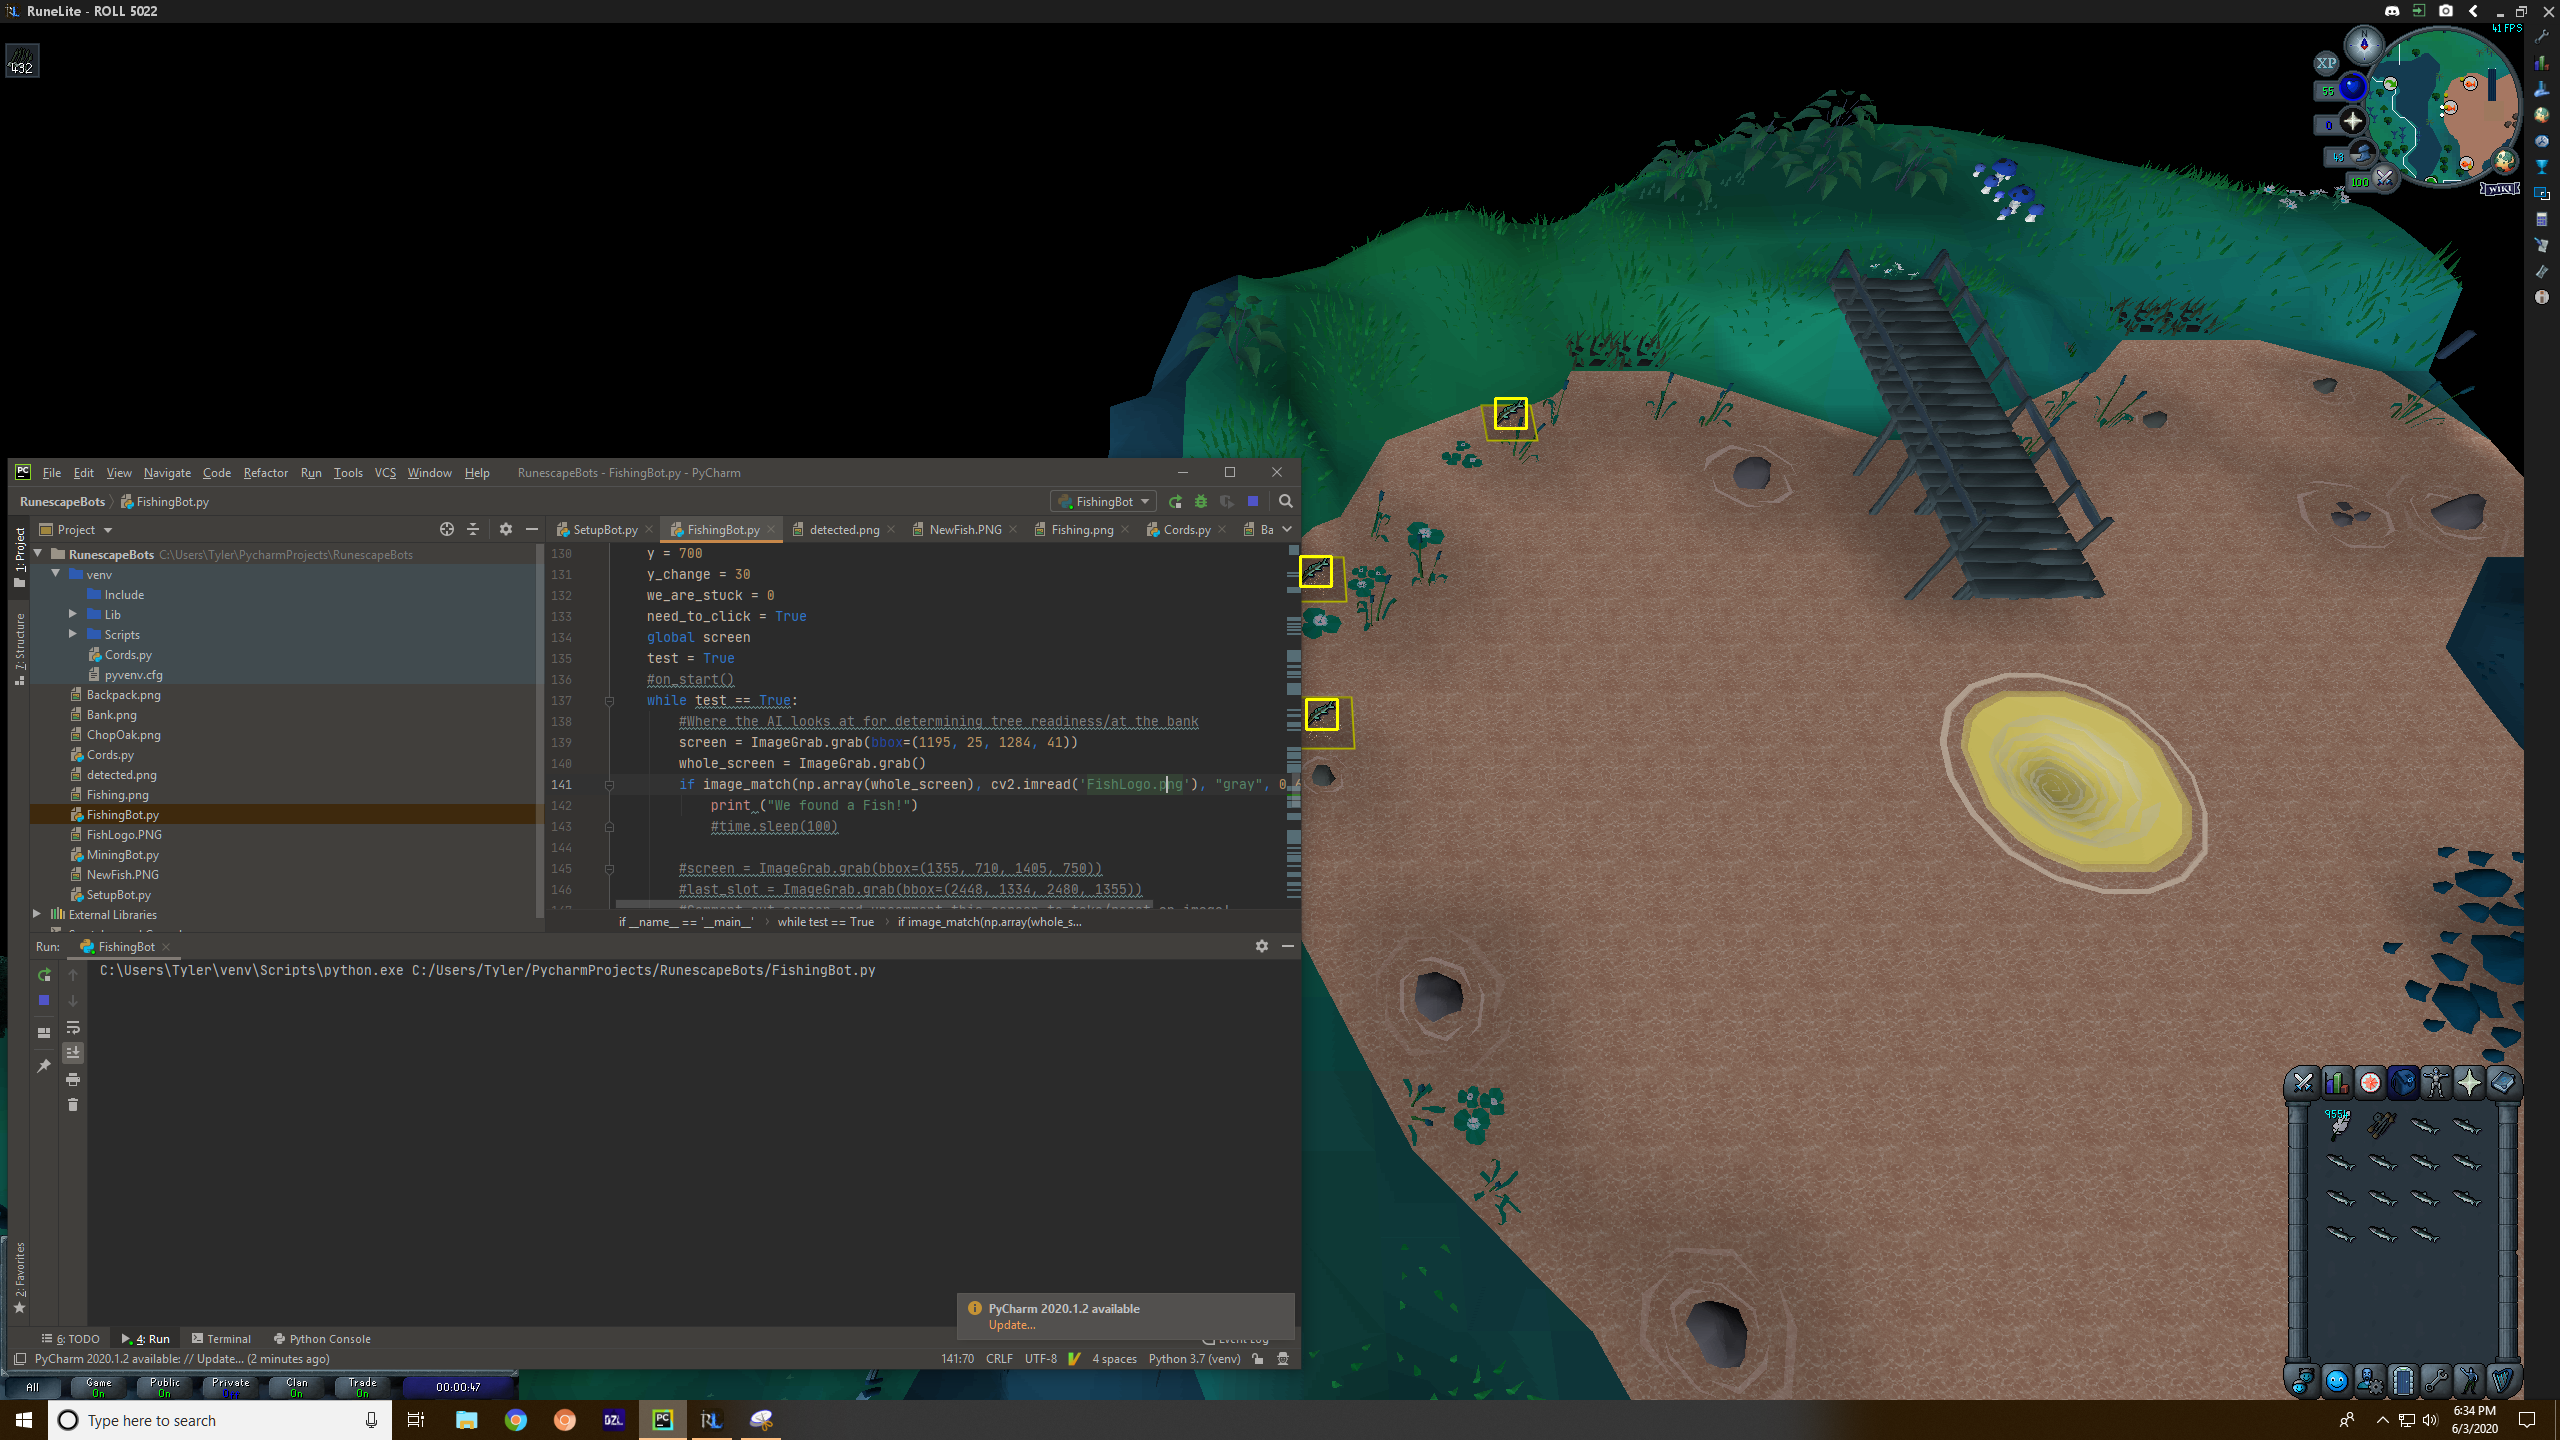 RuneLite - ROLL 5022
41 FPS
432
XP
N
55
0
43
100
WIKI
File Edit View Navigate Code Refactor Run Tools VCS Window Help RunescapeBots - FishingBot.py - PyCharm
RunescapeBots FishingBot.py
FishingBot
Project
SetupBot.py FishingBot.py detected.png NewFish.PNG Fishing.png Cords.py Ba
1: Project
7: Structure
2: Favorites
RunescapeBots C:\Users\Tyler\PycharmProjects\RunescapeBots
venv
Include
Lib
Scripts
Cords.py
pyvenv.cfg
Backpack.png
Bank.png
ChopOak.png
Cords.py
detected.png
Fishing.png
FishingBot.py
FishLogo.PNG
MiningBot.py
NewFish.PNG
SetupBot.py
External Libraries
130 y = 700
131 y_change = 30
132 we_are_stuck = 0
133 need_to_click = True
134 global screen
135 test = True
136 #on_start()
137 while test == True:
138 #Where the AI looks at for determining tree readiness/at the bank
139 screen = ImageGrab.grab(bbox=(1195, 25, 1284, 41))
140 whole_screen = ImageGrab.grab()
141 if image_match(np.array(whole_screen), cv2.imread('FishLogo.png'), "gray", 0
142 print ("We found a Fish!")
143 #time.sleep(100)
144
145 #screen = ImageGrab.grab(bbox=(1355, 710, 1405, 750))
146 #last_slot = ImageGrab.grab(bbox=(2448, 1334, 2480, 1355))
if __name__ == '__main__' while test == True if image_match(np.array(whole_s...
Run: FishingBot
C:\Users\Tyler\venv\Scripts\python.exe C:/Users/Tyler/PycharmProjects/RunescapeBots/FishingBot.py
PyCharm 2020.1.2 available
Update...
6: TODO 4: Run Terminal Python Console Event Log
PyCharm 2020.1.2 available: // Update... (2 minutes ago) 141:70 CRLF UTF-8 4 spaces Python 3.7 (venv)
All Game Public Private Clan Trade 00:00:47
On On Off On On
Type here to search
PC
RL
6:34 PM
6/3/2020